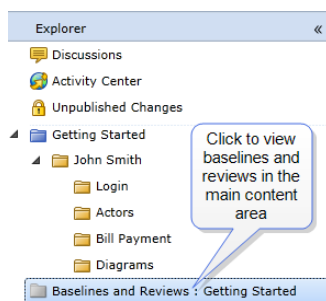 Explorer «
Discussions
Activity Center
Unpublished Changes
Getting Started
John Smith
Login
Actors
Bill Payment
Diagrams
Click to view
baselines and
reviews in the
main content
area
Baselines and Reviews : Getting Started